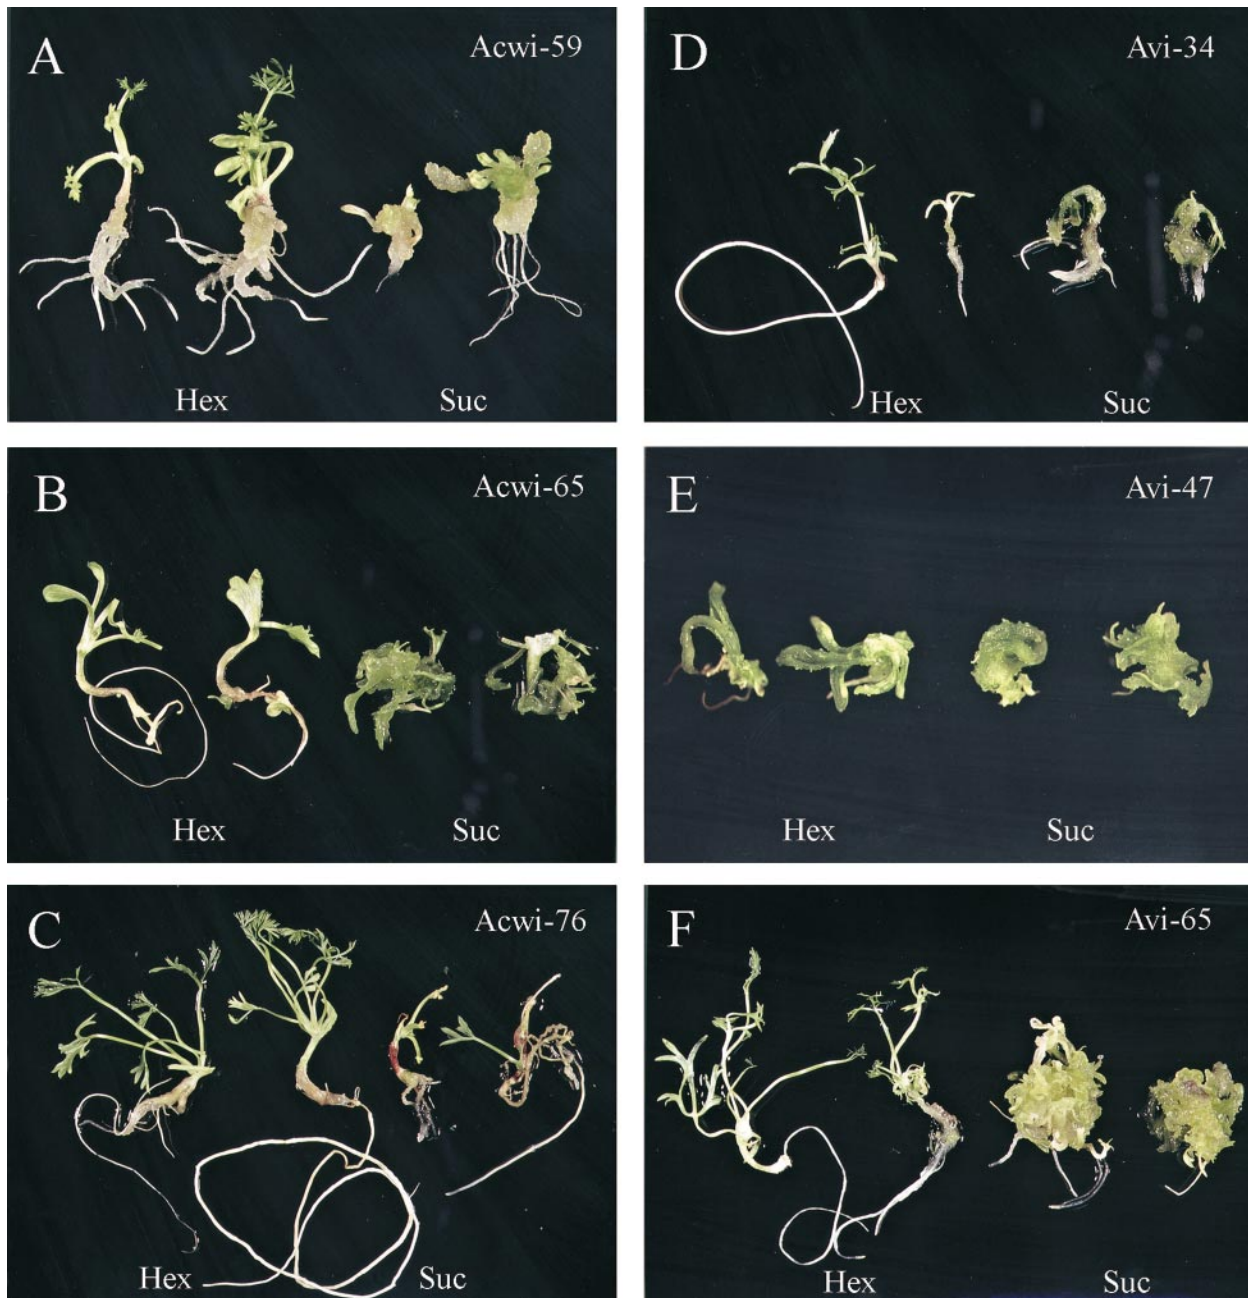 A
Acwi-59
Hex
Suc
B
Acwi-65
Hex
Suc
C
Acwi-76
Hex
Suc
D
Avi-34
Hex
Suc
E
Avi-47
Hex
Suc
F
Avi-65
Hex
Suc